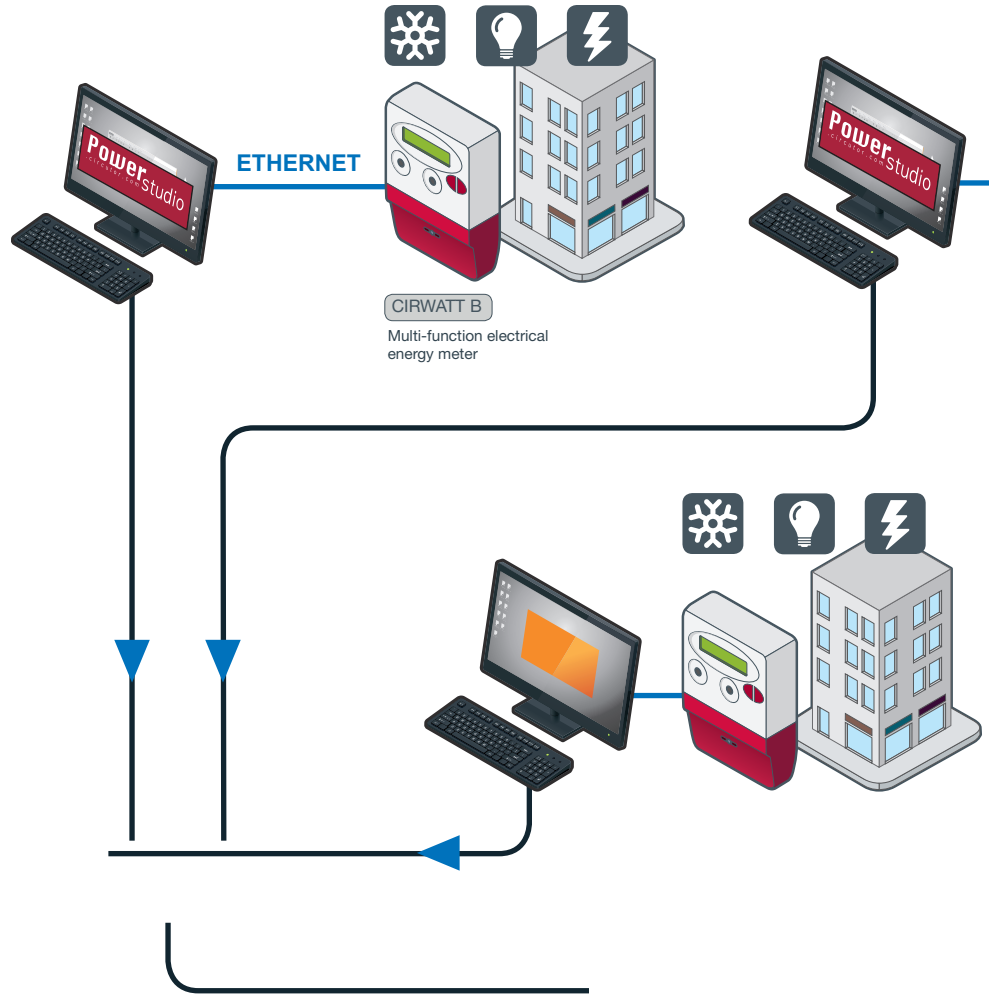 Power
studio
.circutor.com
ETHERNET
Power
studio
.circutor.com
CIRWATT B
Multi-function electrical
energy meter